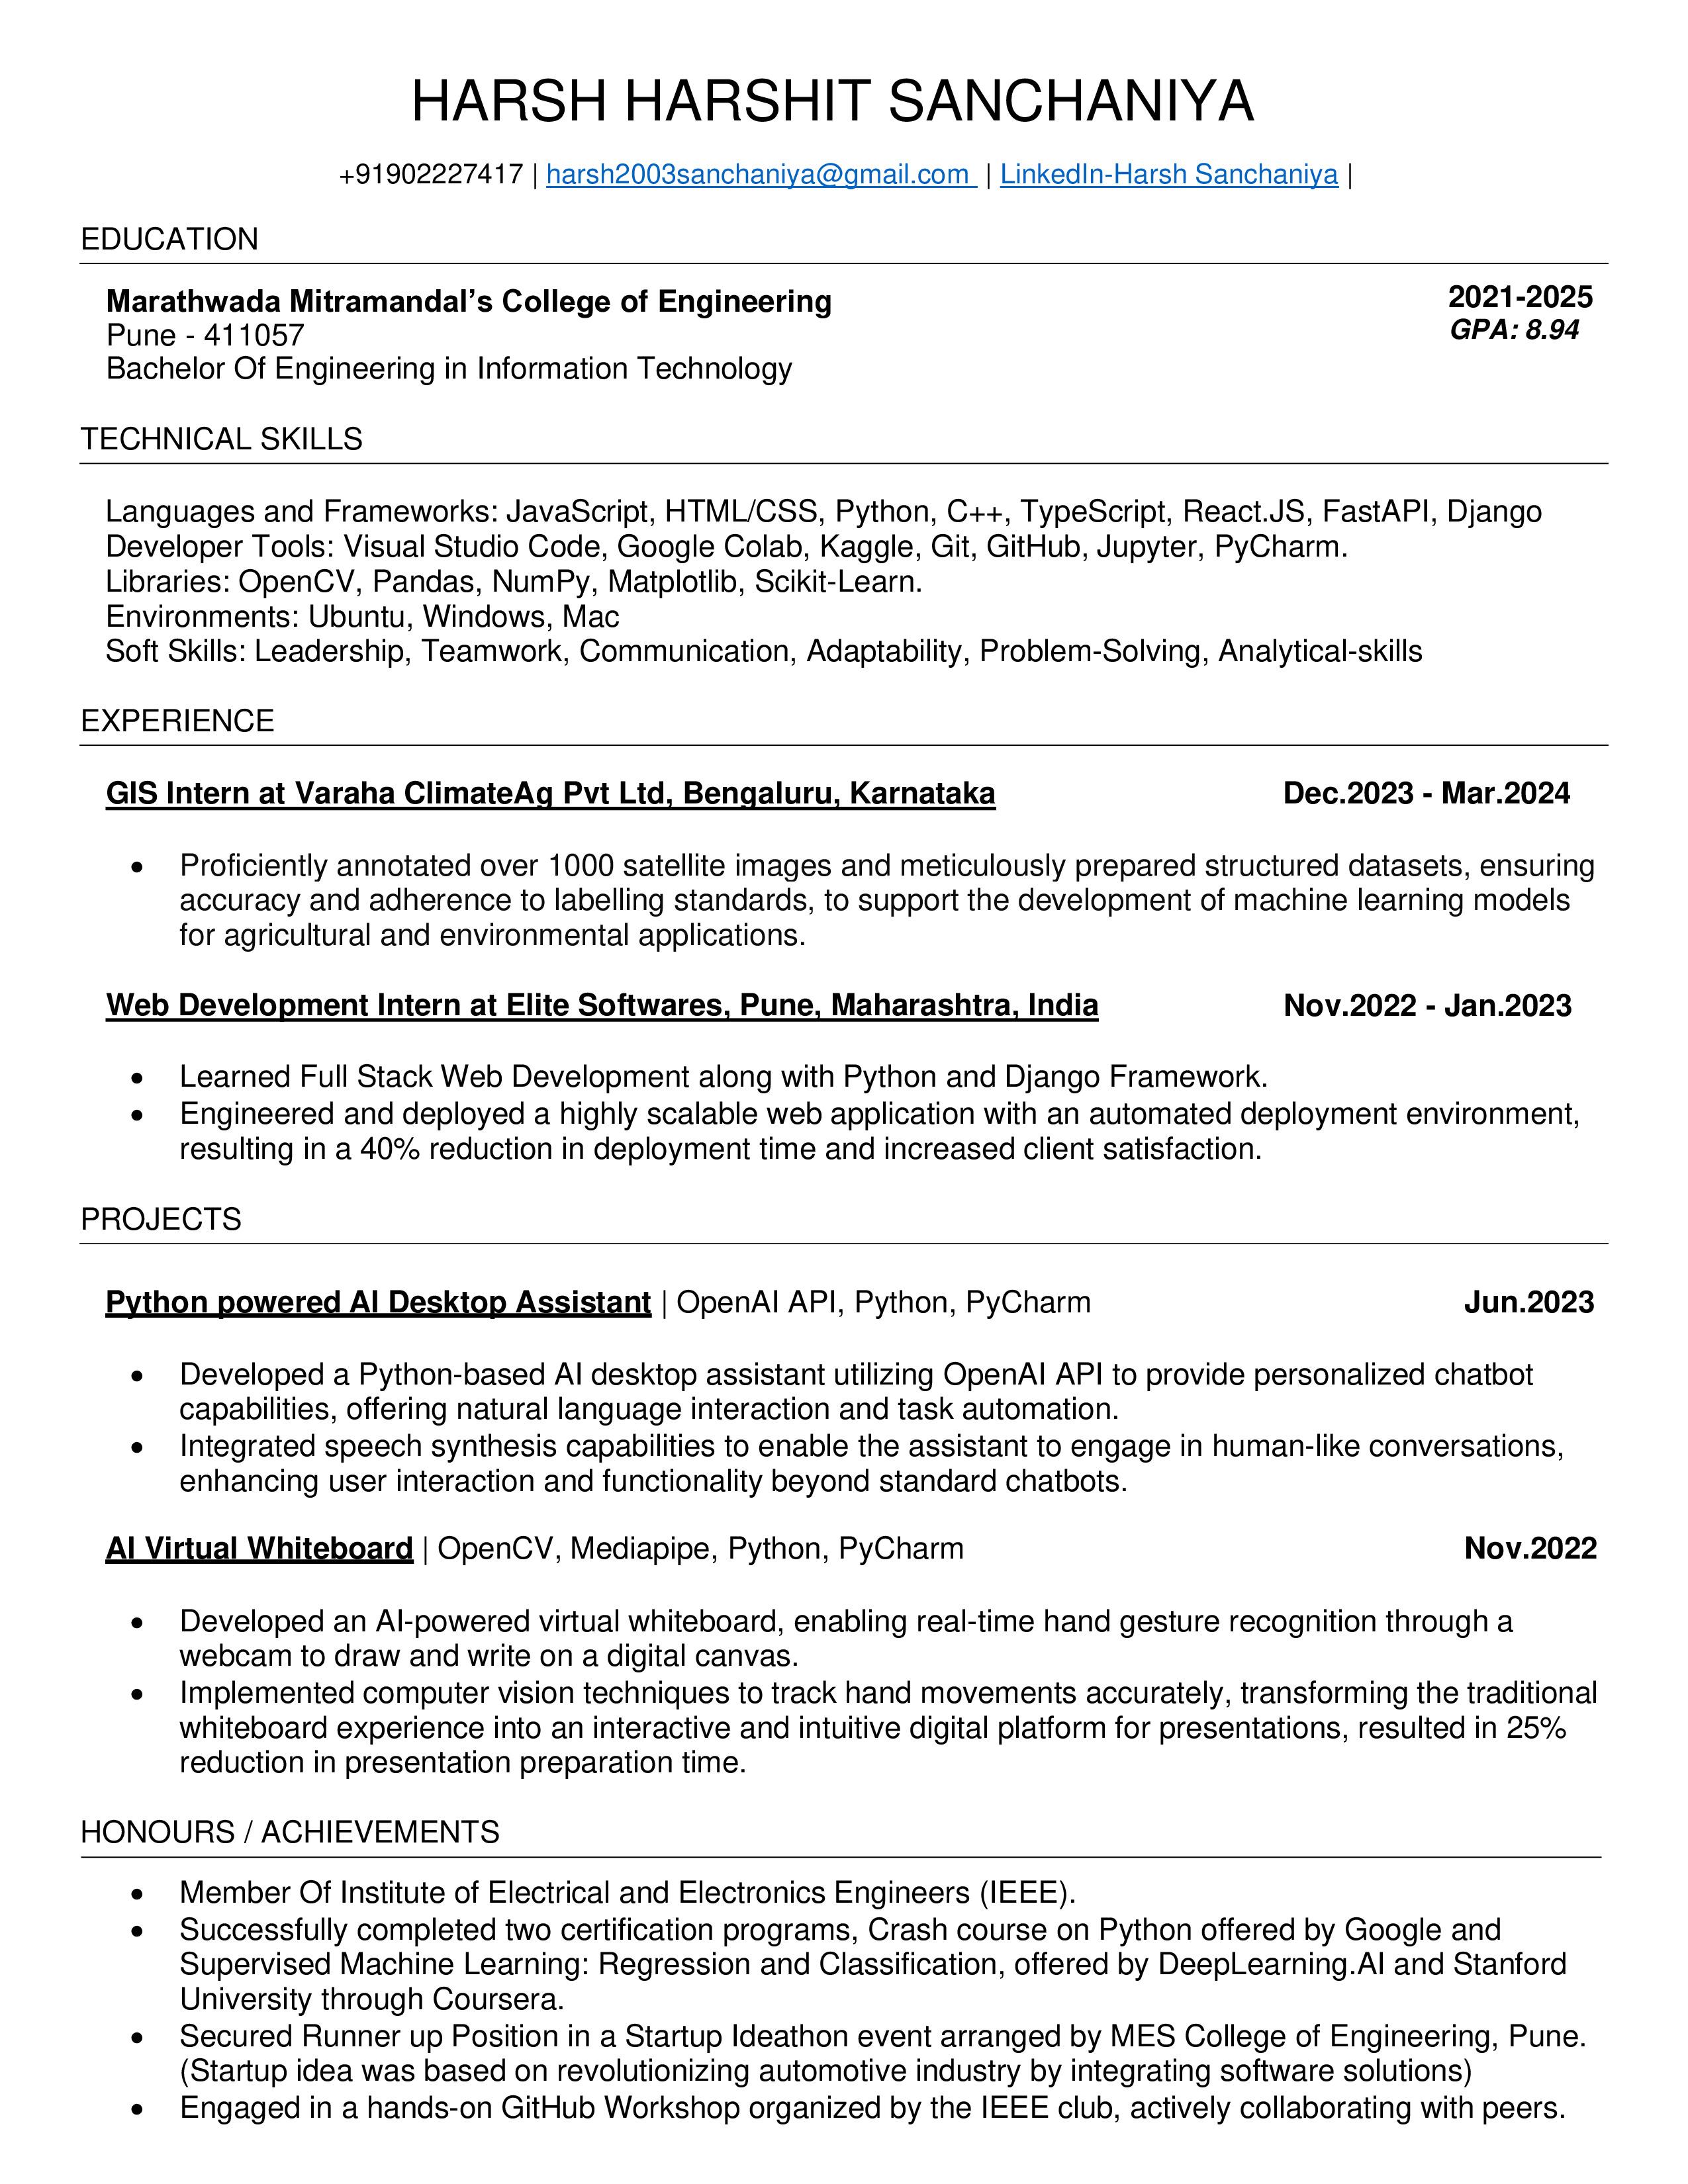 HARSH HARSHIT SANCHANIYA
+91902227417 | harsh2003sanchaniya@gmail.com | LinkedIn-Harsh Sanchaniya |
EDUCATION
Marathwada Mitramandal’s College of Engineering 2021-2025
Pune - 411057 GPA: 8.94
Bachelor Of Engineering in Information Technology
TECHNICAL SKILLS
Languages and Frameworks: JavaScript, HTML/CSS, Python, C++, TypeScript, React.JS, FastAPI, Django
Developer Tools: Visual Studio Code, Google Colab, Kaggle, Git, GitHub, Jupyter, PyCharm.
Libraries: OpenCV, Pandas, NumPy, Matplotlib, Scikit-Learn.
Environments: Ubuntu, Windows, Mac
Soft Skills: Leadership, Teamwork, Communication, Adaptability, Problem-Solving, Analytical-skills
EXPERIENCE
GIS Intern at Varaha ClimateAg Pvt Ltd, Bengaluru, Karnataka Dec.2023 - Mar.2024
• Proficiently annotated over 1000 satellite images and meticulously prepared structured datasets, ensuring
accuracy and adherence to labelling standards, to support the development of machine learning models
for agricultural and environmental applications.
Web Development Intern at Elite Softwares, Pune, Maharashtra, India Nov.2022 - Jan.2023
• Learned Full Stack Web Development along with Python and Django Framework.
• Engineered and deployed a highly scalable web application with an automated deployment environment,
resulting in a 40% reduction in deployment time and increased client satisfaction.
PROJECTS
Python powered AI Desktop Assistant | OpenAI API, Python, PyCharm Jun.2023
• Developed a Python-based AI desktop assistant utilizing OpenAI API to provide personalized chatbot
capabilities, offering natural language interaction and task automation.
• Integrated speech synthesis capabilities to enable the assistant to engage in human-like conversations,
enhancing user interaction and functionality beyond standard chatbots.
AI Virtual Whiteboard | OpenCV, Mediapipe, Python, PyCharm Nov.2022
• Developed an AI-powered virtual whiteboard, enabling real-time hand gesture recognition through a
webcam to draw and write on a digital canvas.
• Implemented computer vision techniques to track hand movements accurately, transforming the traditional
whiteboard experience into an interactive and intuitive digital platform for presentations, resulted in 25%
reduction in presentation preparation time.
HONOURS / ACHIEVEMENTS
• Member Of Institute of Electrical and Electronics Engineers (IEEE).
• Successfully completed two certification programs, Crash course on Python offered by Google and
Supervised Machine Learning: Regression and Classification, offered by DeepLearning.AI and Stanford
University through Coursera.
• Secured Runner up Position in a Startup Ideathon event arranged by MES College of Engineering, Pune.
(Startup idea was based on revolutionizing automotive industry by integrating software solutions)
• Engaged in a hands-on GitHub Workshop organized by the IEEE club, actively collaborating with peers.